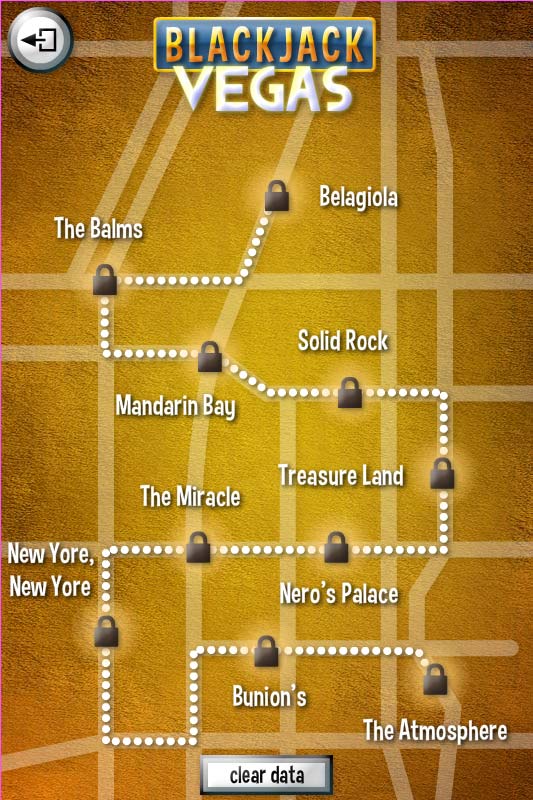 BLACKJACK
VEGAS
Belagiola
The Balms
Solid Rock
Mandarin Bay
Treasure Land
The Miracle
New Yore,
New Yore
Nero's Palace
Bunion's
The Atmosphere
clear data